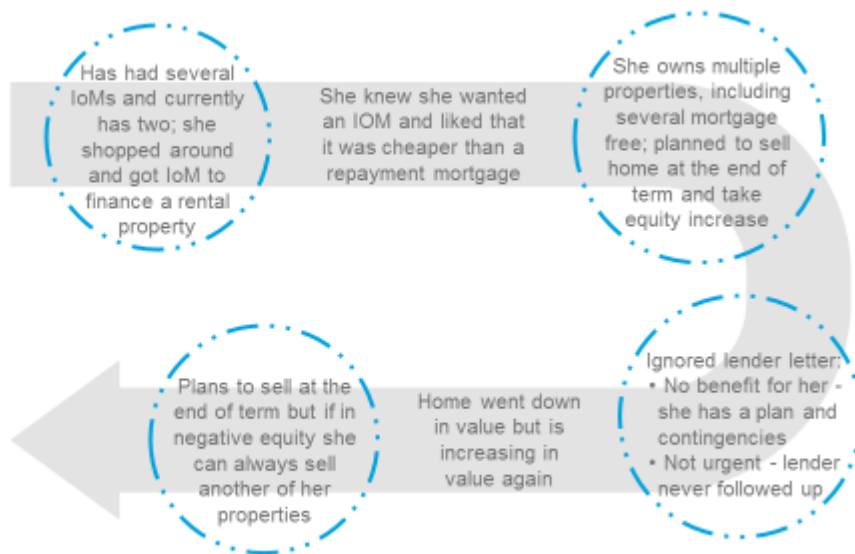 Has had several
IoMs and currently
has two; she
shopped around
and got IoM to
finance a rental
property
She knew she wanted
an IOM and liked that
it was cheaper than a
repayment mortgage
She owns multiple
properties, including
several mortgage
free; planned to sell
home at the end of
term and take
equity increase
Ignored lender letter:
• No benefit for her -
she has a plan and
contingencies
• Not urgent - lender
never followed up
Home went down
in value but is
increasing in
value again
Plans to sell at the
end of term but if in
negative equity she
can always sell
another of her
properties